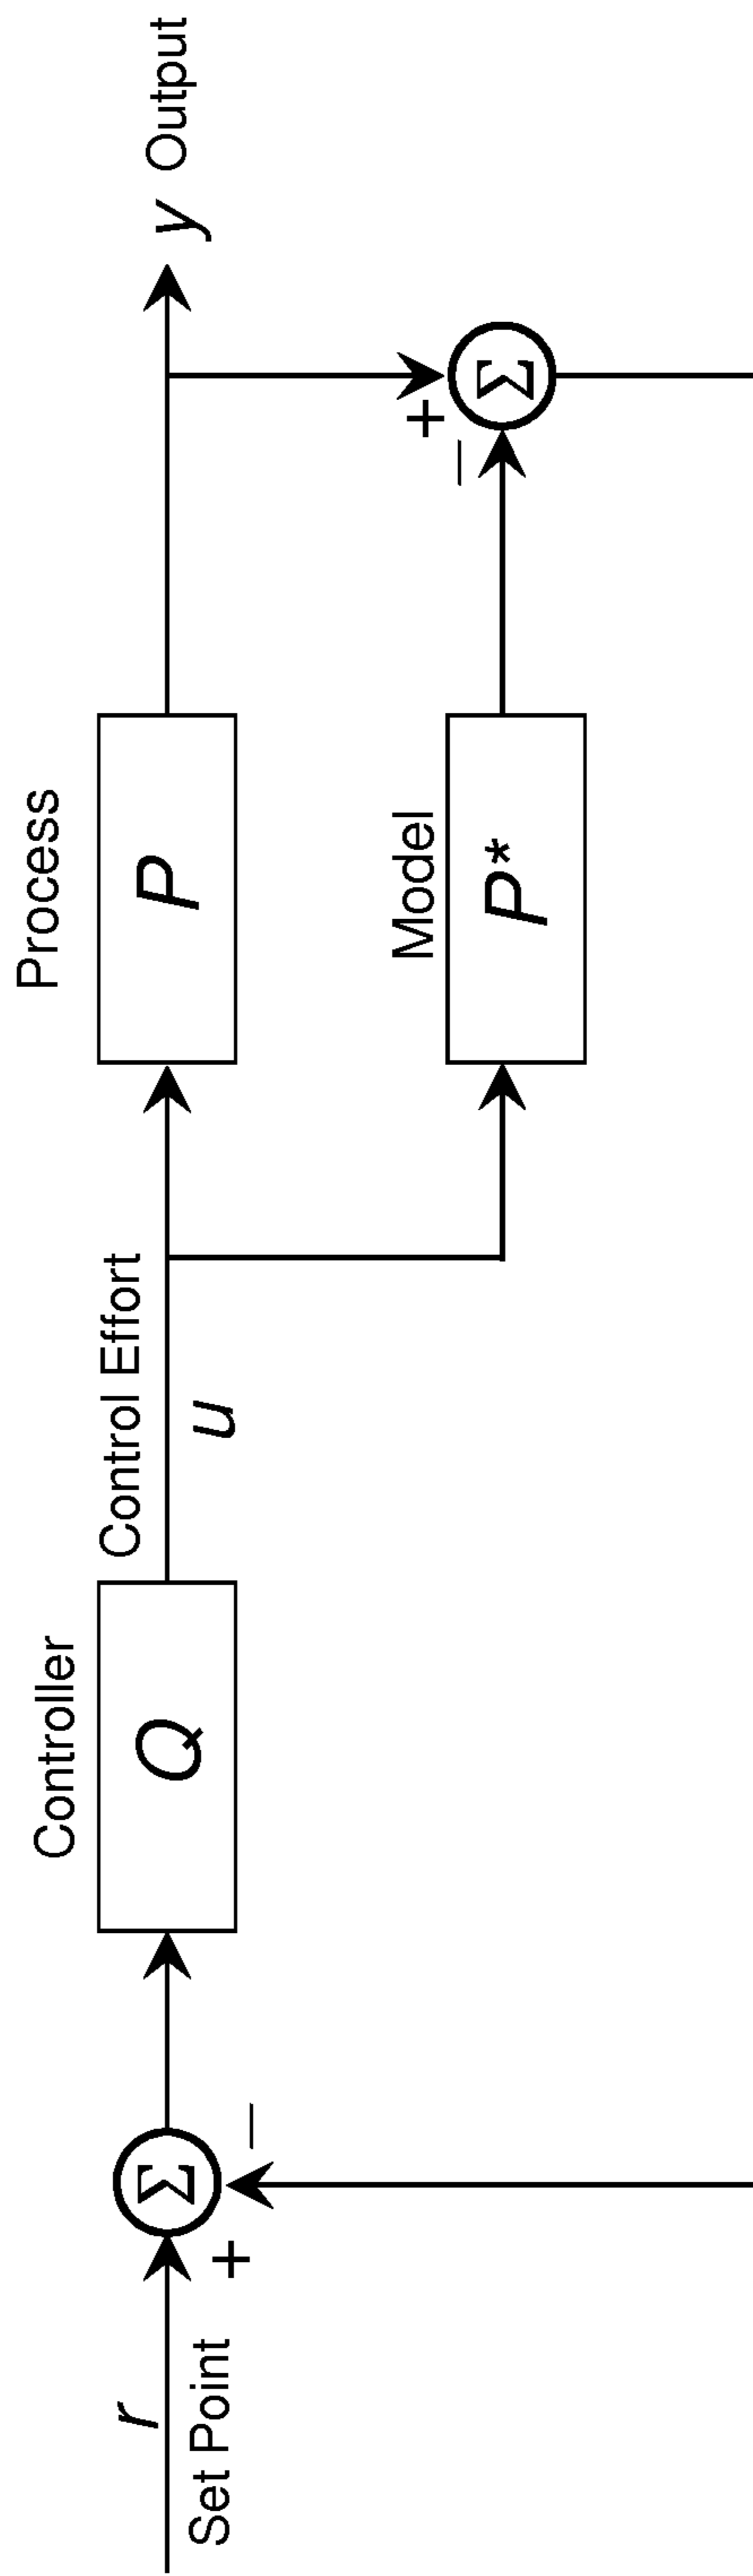 Controller
Process
Control Effort
r
Σ
Q
u
P
y Output
Set Point
+
−
Model
P*
+
−
Σ